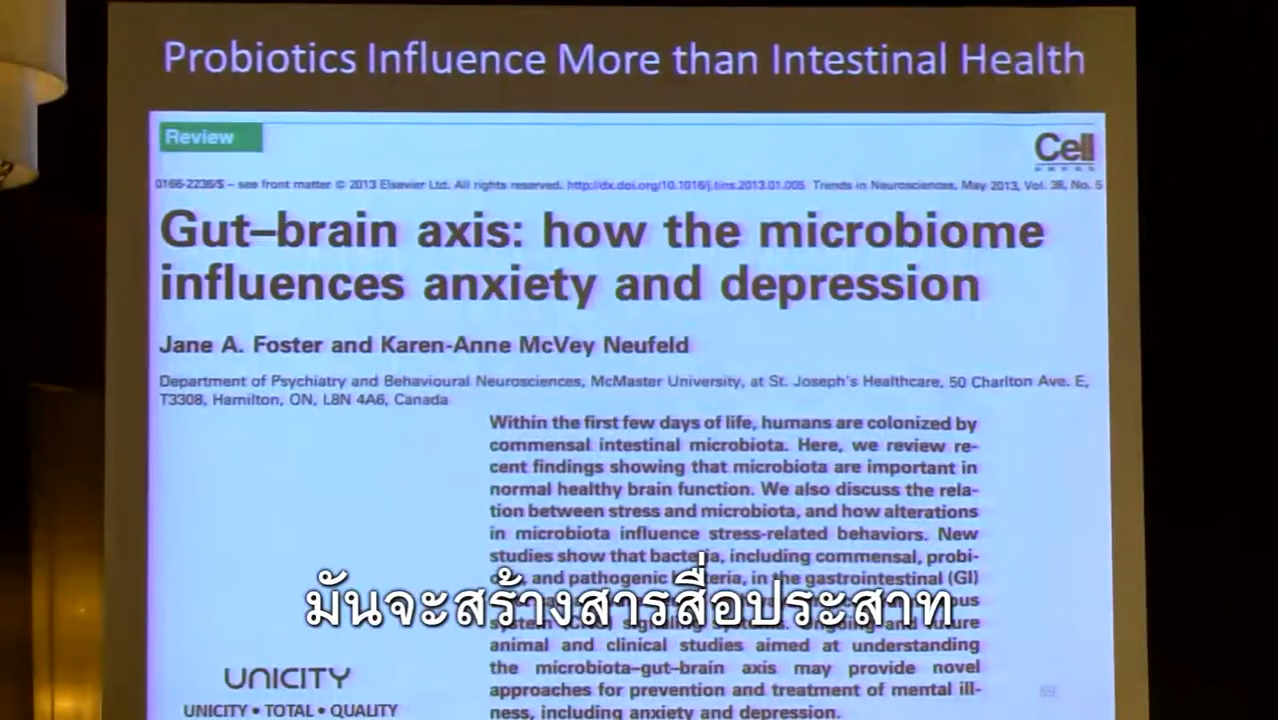 Probiotics Influence More than Intestinal Health
Review
Cell
0166-2236/$ – see front matter © 2013 Elsevier Ltd. All rights reserved. http://dx.doi.org/10.1016/j.tins.2013.01.005 Trends in Neurosciences, May 2013, Vol. 36, No. 5
Gut–brain axis: how the microbiome
influences anxiety and depression
Jane A. Foster and Karen-Anne McVey Neufeld
Department of Psychiatry and Behavioural Neurosciences, McMaster University, at St. Joseph's Healthcare, 50 Charlton Ave. E,
T3308, Hamilton, ON, L8N 4A6, Canada
Within the first few days of life, humans are colonized by
commensal intestinal microbiota. Here, we review re-
cent findings showing that microbiota are important in
normal healthy brain function. We also discuss the rela-
tion between stress and microbiota, and how alterations
in microbiota influence stress-related behaviors. New
studies show that bacteria, including commensal, probi-
and pathogenic bacteria, in the gastrointestinal (GI)
มันจะสร้างสารสื่อประสาท
system (CNS) signaling systems. Ongoing and future
animal and clinical studies aimed at understanding
the microbiota–gut–brain axis may provide novel
approaches for prevention and treatment of mental ill-
ness, including anxiety and depression.
UNICITY
UNICITY • TOTAL • QUALITY